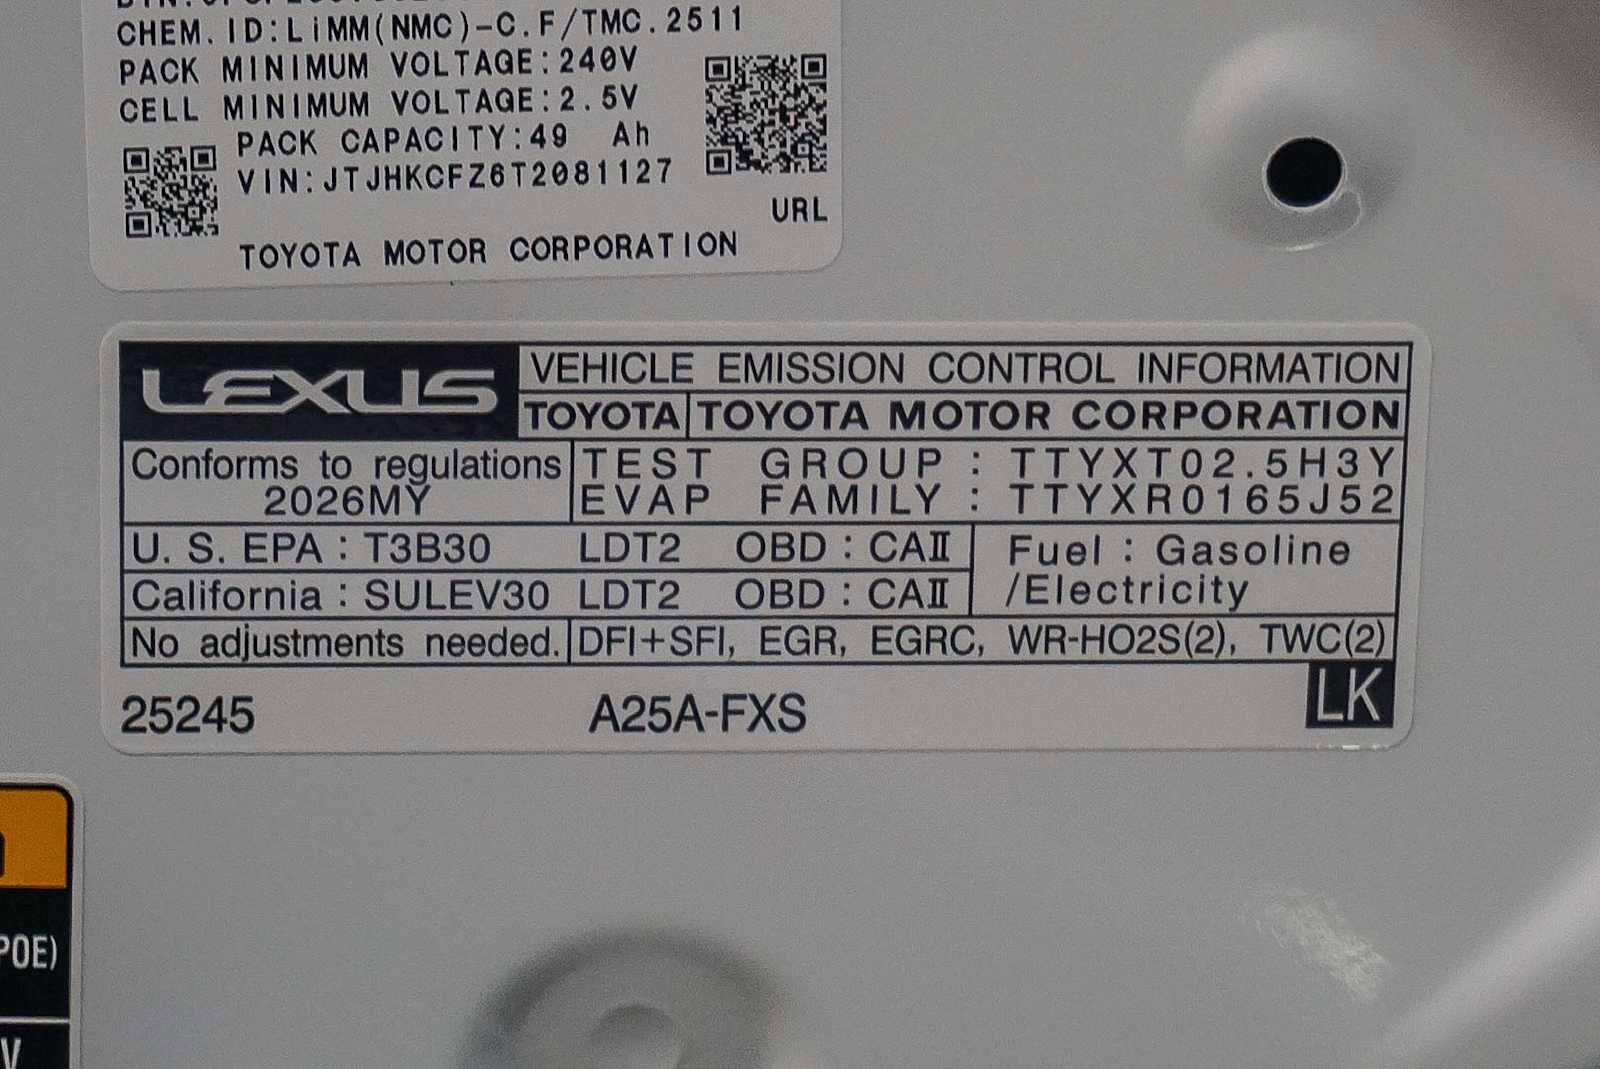 CHEM. ID:LiMM(NMC)-C.F/TMC.2511
PACK MINIMUM VOLTAGE:240V
CELL MINIMUM VOLTAGE:2.5V
PACK CAPACITY:49 Ah
VIN:JTJHKCFZ6T2081127
URL
TOYOTA MOTOR CORPORATION
LEXUS
VEHICLE EMISSION CONTROL INFORMATION
TOYOTA TOYOTA MOTOR CORPORATION
Conforms to regulations
2026MY
TEST GROUP : TTYXT02.5H3Y
EVAP FAMILY : TTYXR0165J52
U. S. EPA : T3B30 LDT2 OBD : CAII
California : SULEV30 LDT2 OBD : CAII
Fuel : Gasoline
/Electricity
No adjustments needed. DFI+SFI, EGR, EGRC, WR-HO2S(2), TWC(2)
25245 A25A-FXS LK
POE)
V